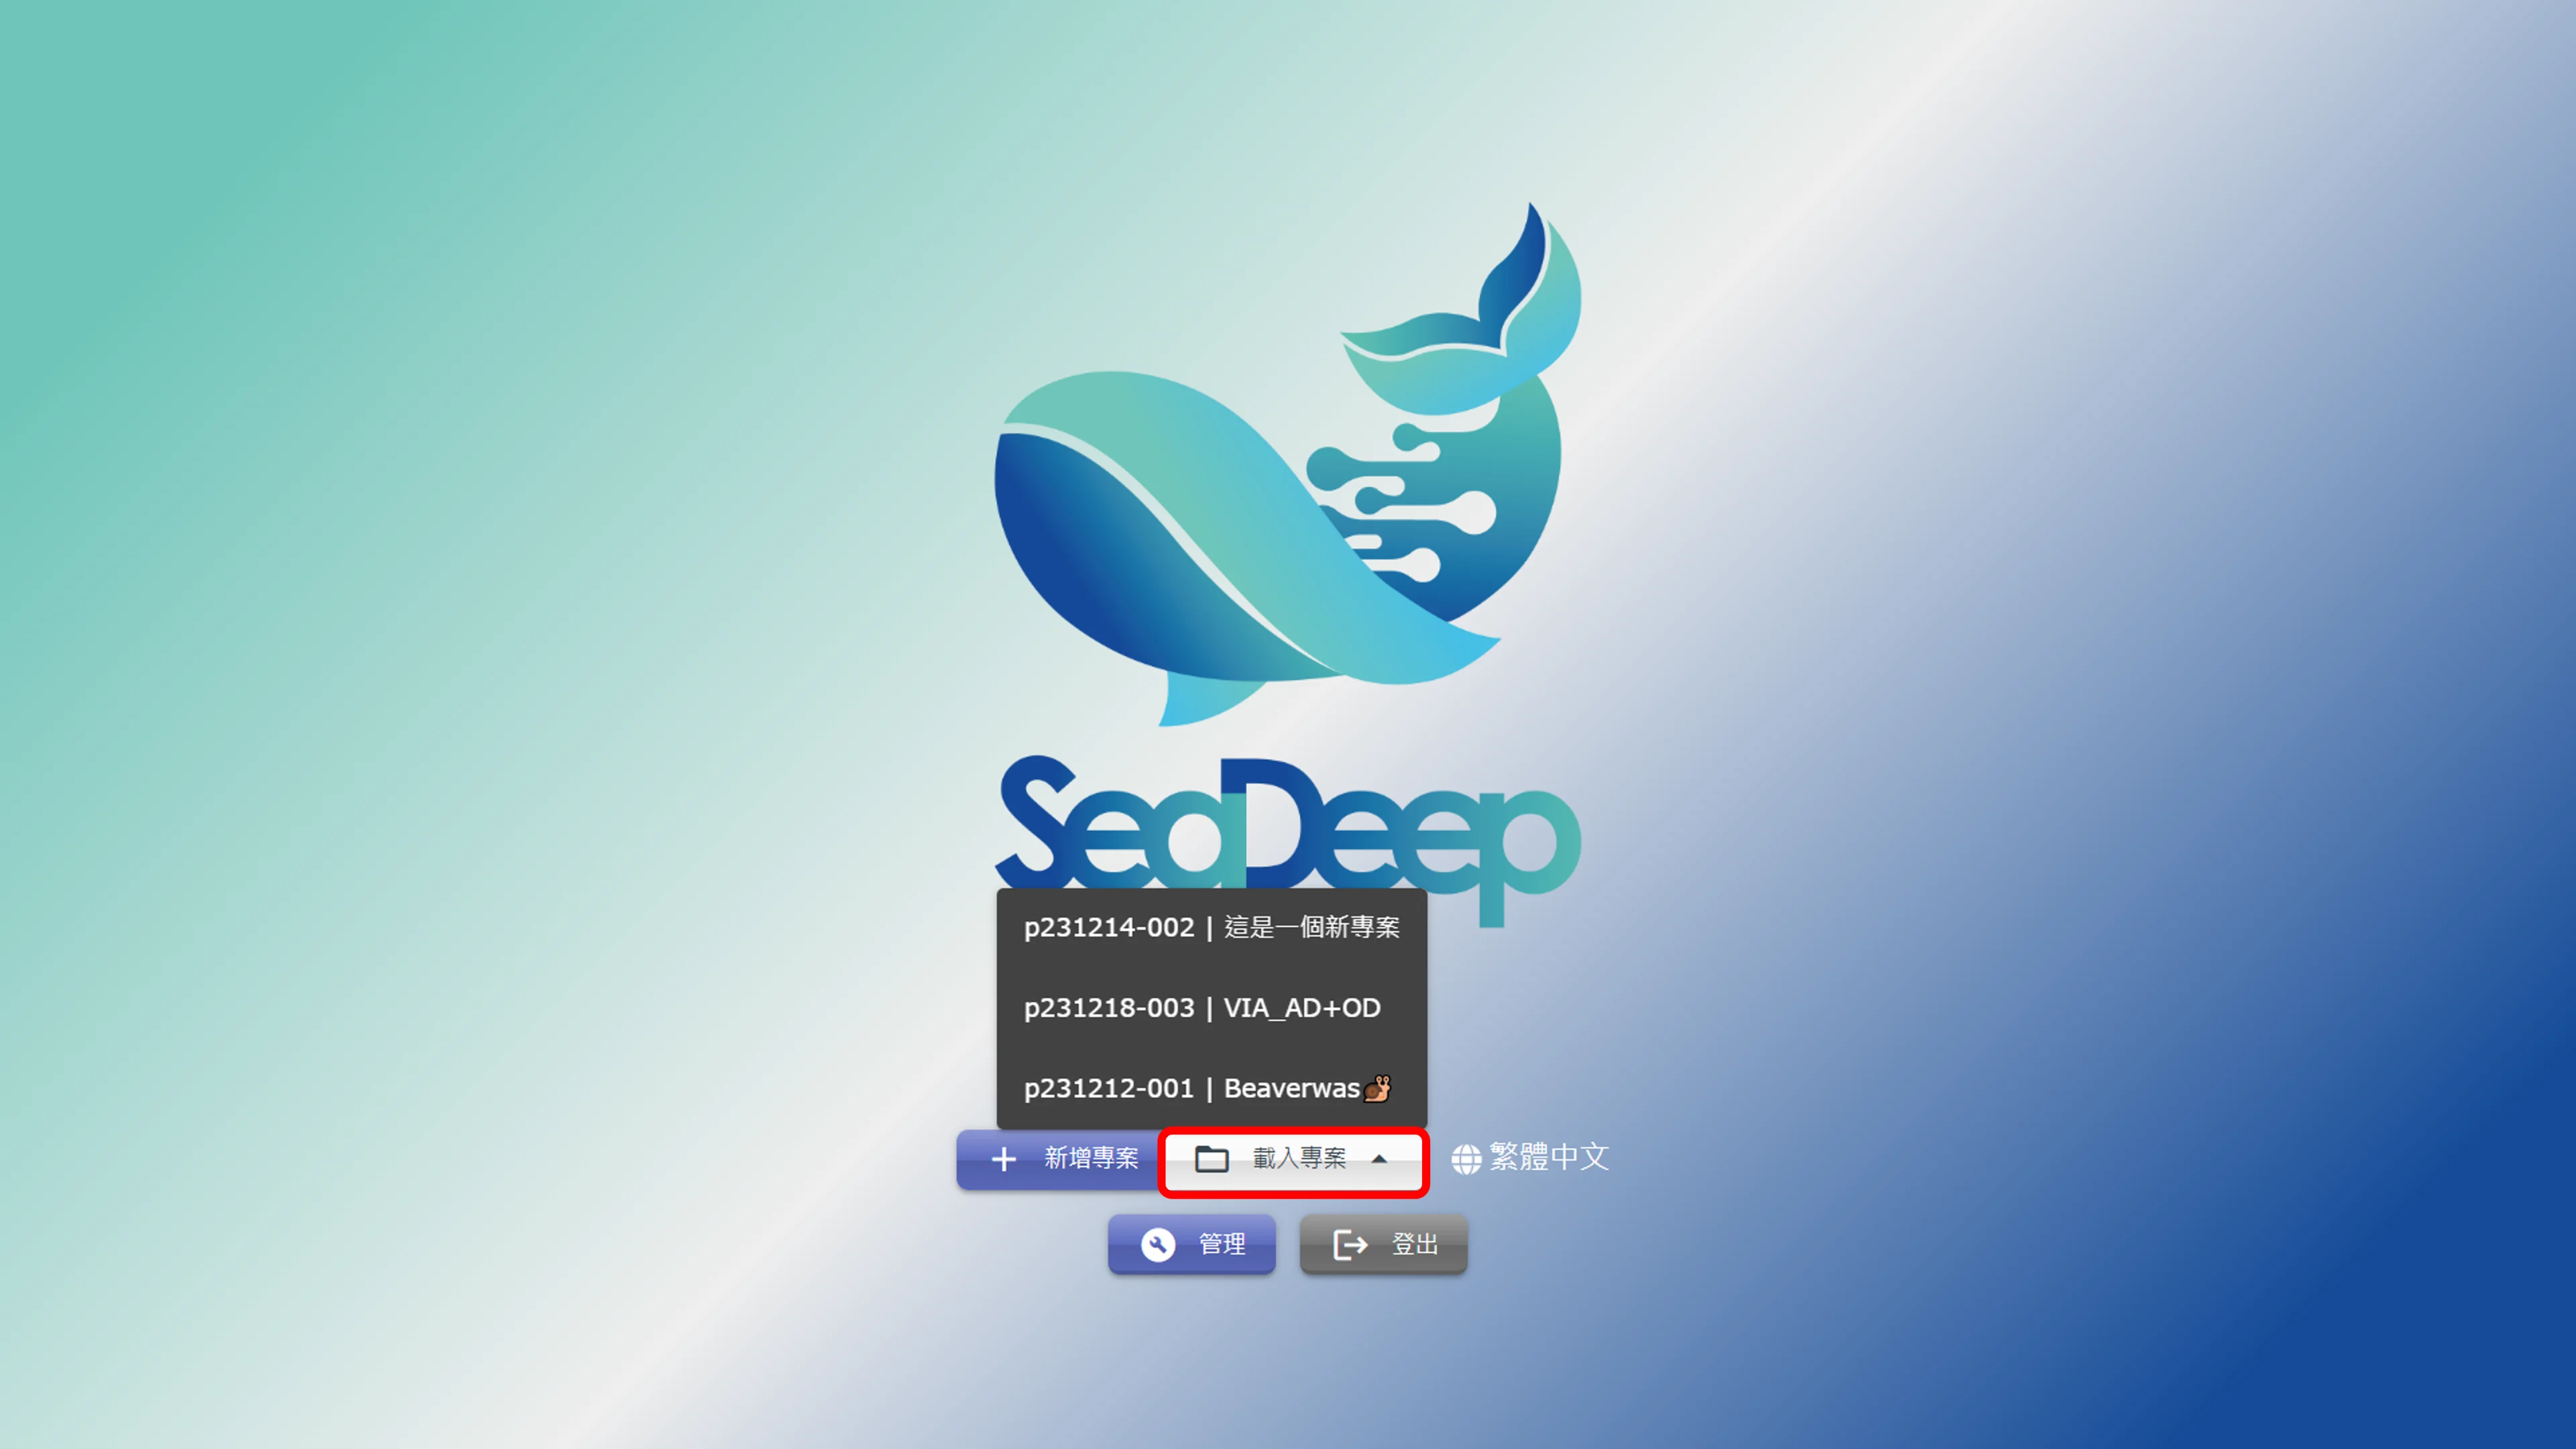 SeaDeep
p231214-002 | 這是一個新專案
p231218-003 | VIA_AD+OD
p231212-001 | Beaverwas🐌
新增專案
載入專案
繁體中文
管理
登出